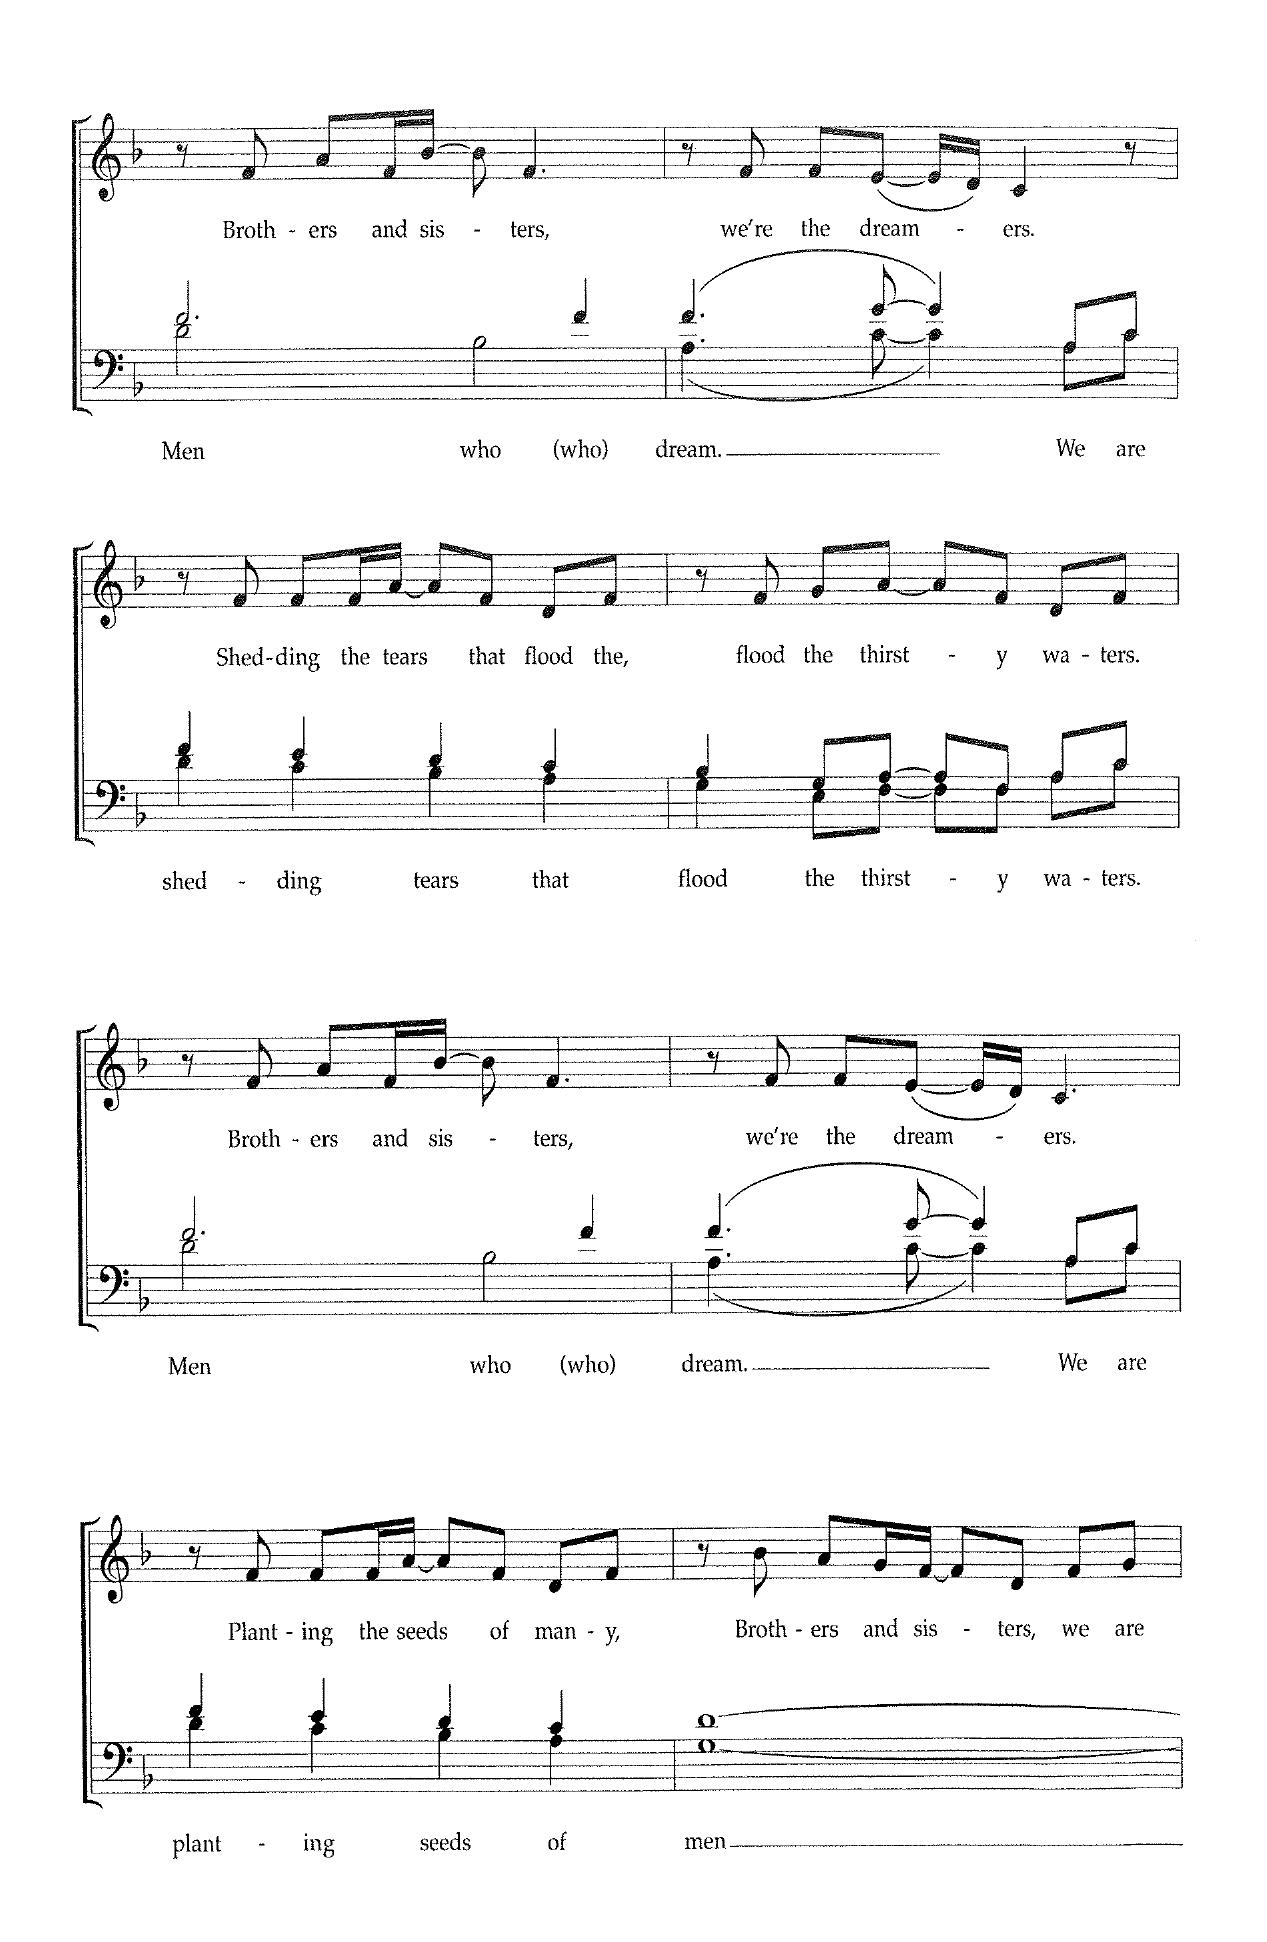 Broth - ers and sis - ters, we're the dream - ers.
Men who (who) dream. We are
Shed-ding the tears that flood the, flood the thirst - y wa - ters.
shed - ding tears that flood the thirst - y wa - ters.
Broth - ers and sis - ters, we're the dream - ers.
Men who (who) dream. We are
Plant - ing the seeds of man - y, Broth - ers and sis - ters, we are
plant - ing seeds of men